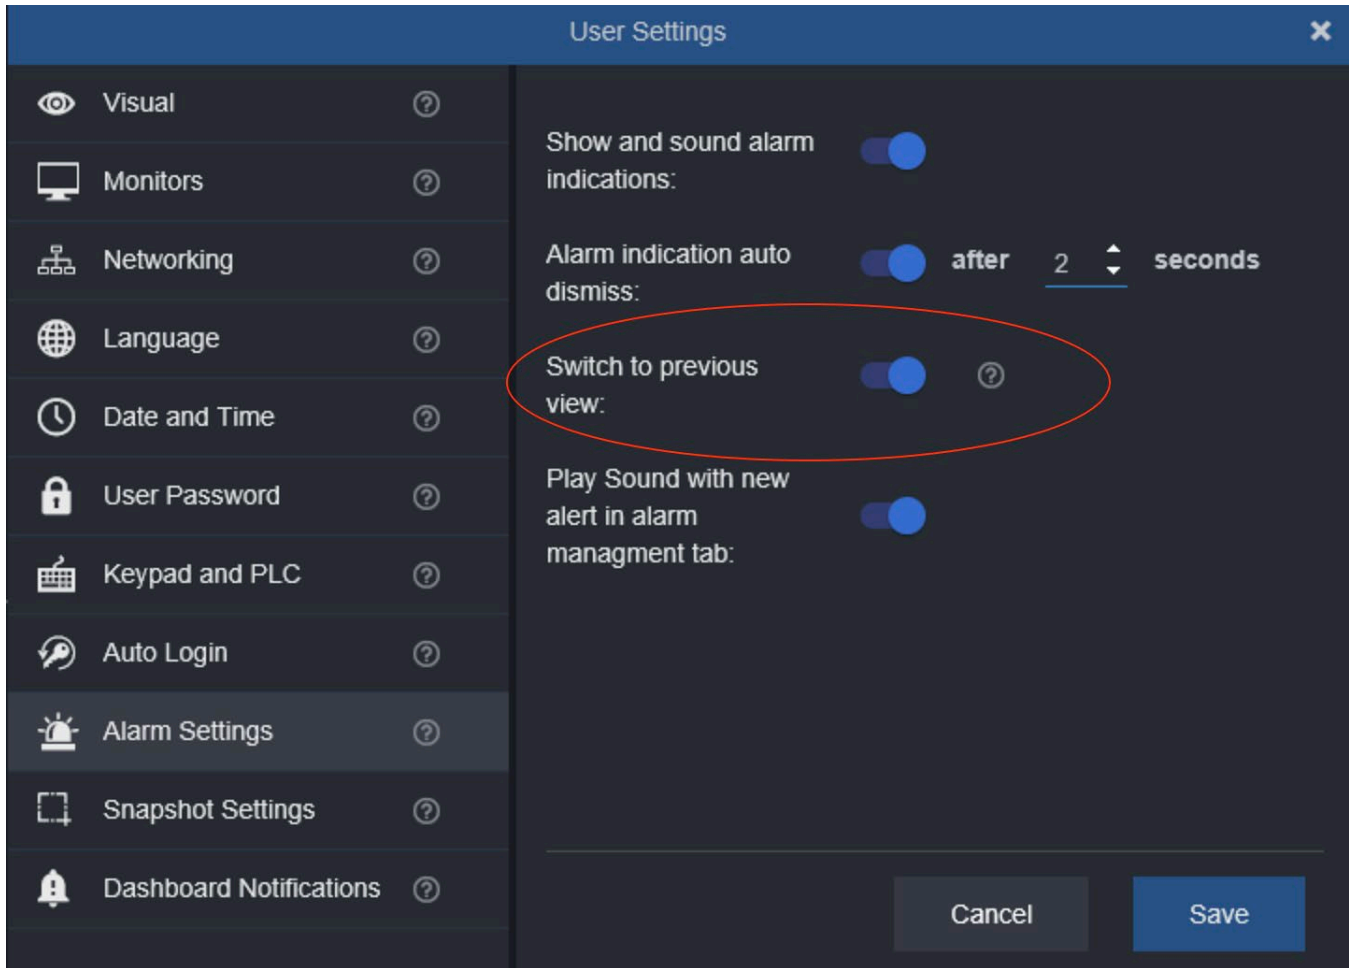 User Settings
Visual
Monitors
Networking
Language
Date and Time
User Password
Keypad and PLC
Auto Login
Alarm Settings
Snapshot Settings
Dashboard Notifications
Show and sound alarm
indications:
Alarm indication auto
dismiss:
after 2 seconds
Switch to previous
view:
Play Sound with new
alert in alarm
managment tab:
Cancel
Save